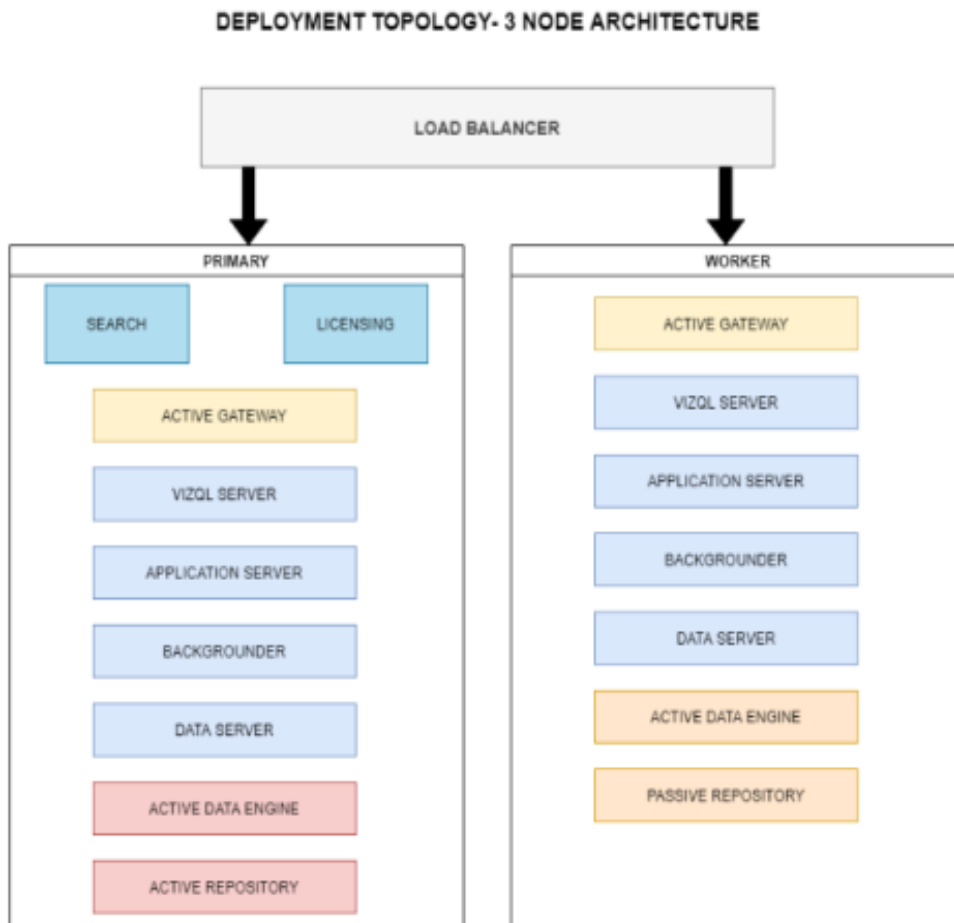 DEPLOYMENT TOPOLOGY- 3 NODE ARCHITECTURE
LOAD BALANCER
PRIMARY
SEARCH
LICENSING
ACTIVE GATEWAY
VIZQL SERVER
APPLICATION SERVER
BACKGROUNDER
DATA SERVER
ACTIVE DATA ENGINE
ACTIVE REPOSITORY
WORKER
ACTIVE GATEWAY
VIZQL SERVER
APPLICATION SERVER
BACKGROUNDER
DATA SERVER
ACTIVE DATA ENGINE
PASSIVE REPOSITORY